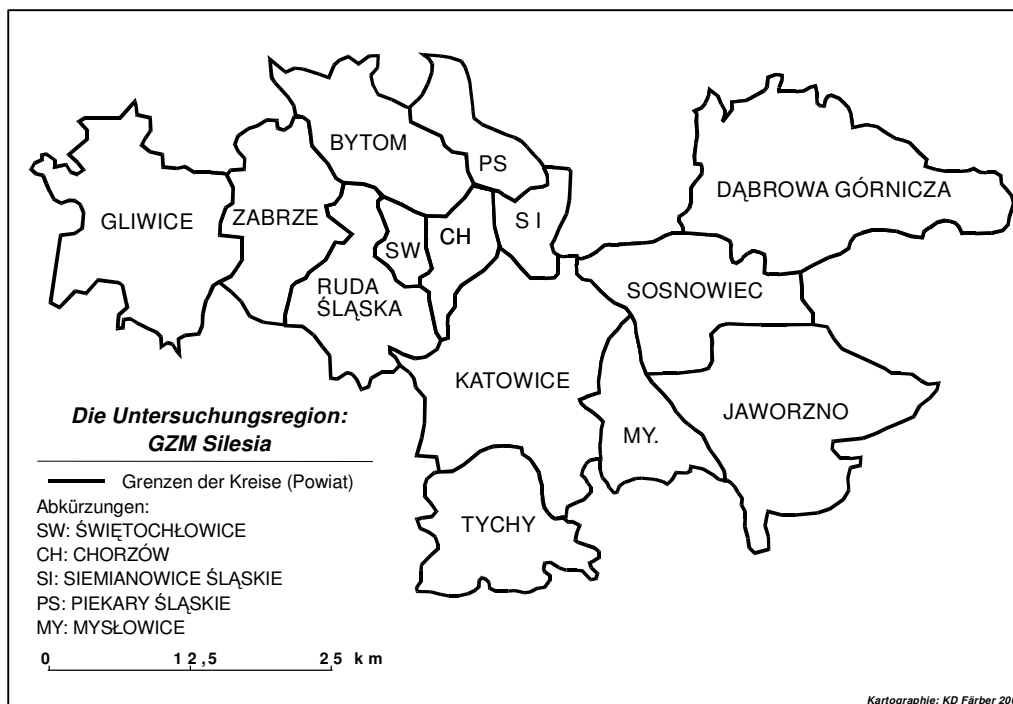 BYTOM
PS
DĄBROWA GÓRNICZA
GLIWICE
ZABRZE
SW
CH
S I
RUDA
ŚLĄSKA
SOSNOWIEC
KATOWICE
JAWORZNO
MY.
TYCHY
Die Untersuchungsregion:
GZM Silesia
Grenzen der Kreise (Powiat)
Abkürzungen:
SW: ŚWIĘTOCHŁOWICE
CH: CHORZÓW
SI: SIEMIANOWICE ŚLĄSKIE
PS: PIEKARY ŚLĄSKIE
MY: MYSŁOWICE
0 12,5 25 km
Kartographie: KD Färber